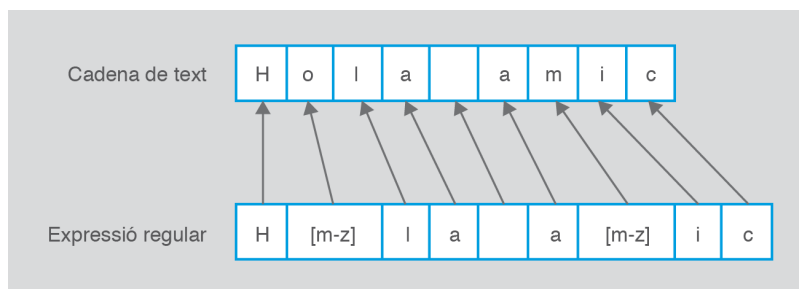 Cadena de text H o l a a m i c
Expressió regular H [m-z] l a a [m-z] i c